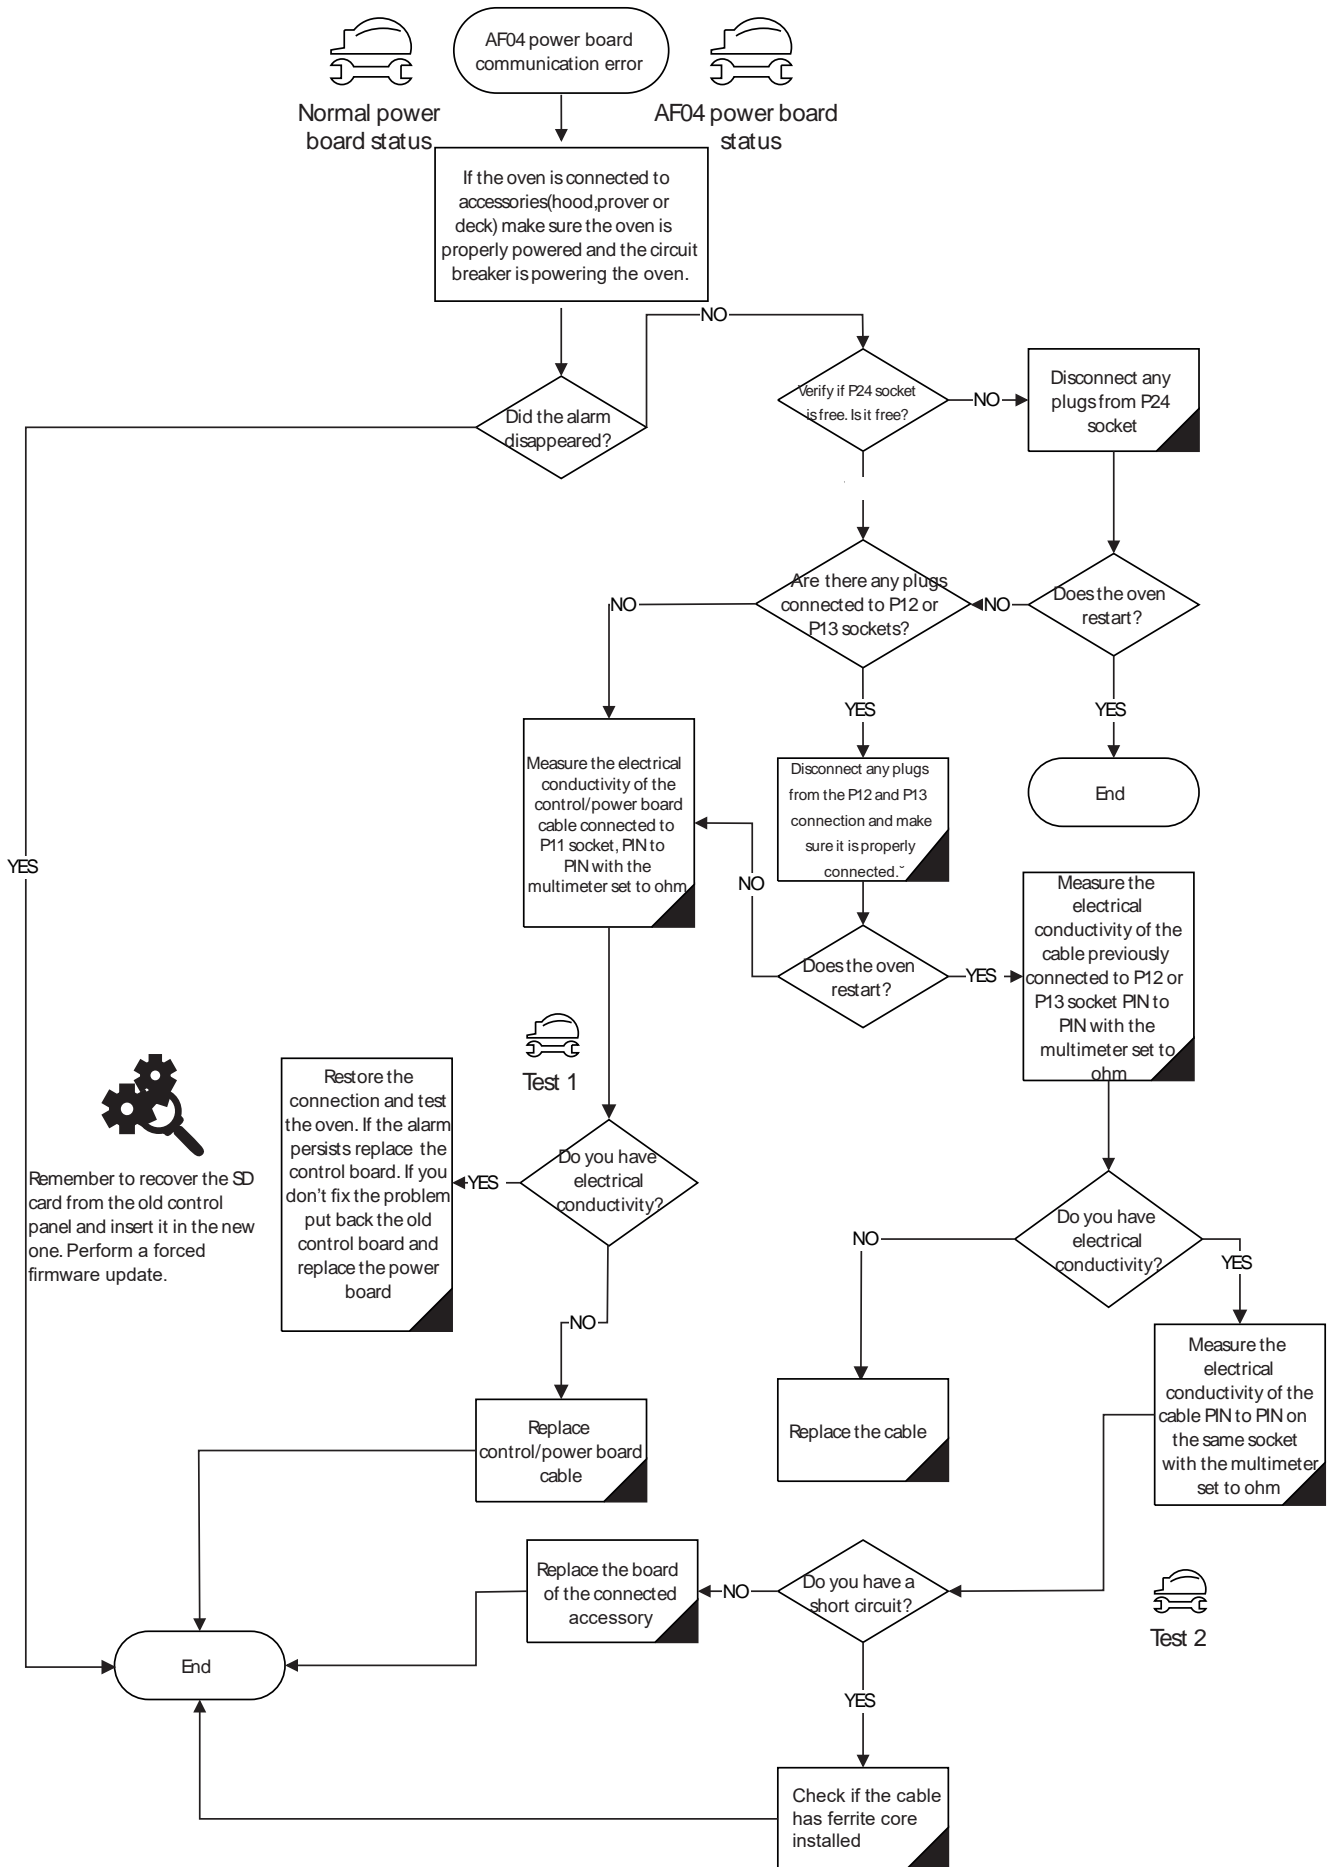 AF04 power board
communication error
Normal power
board status
AF04 power board
status
If the oven is connected to
accessories(hood,prover or
deck) make sure the oven is
properly powered and the circuit
breaker is powering the oven.
NO
Did the alarm
disappeared?
Verify if P24 socket
is free. Is it free?
NO
Disconnect any
plugs from P24
socket
Are there any plugs
connected to P12 or
P13 sockets?
NO
NO
Does the oven
restart?
YES
YES
End
Measure the electrical
conductivity of the
control/power board
cable connected to
P11 socket, PIN to
PIN with the
multimeter set to ohm
Disconnect any plugs
from the P12 and P13
connection and make
sure it is properly
connected.
YES
NO
Does the oven
restart?
YES
Measure the
electrical
conductivity of the
cable previously
connected to P12 or
P13 socket PIN to
PIN with the
multimeter set to
ohm
Test 1
Remember to recover the SD
card from the old control
panel and insert it in the new
one. Perform a forced
firmware update.
Restore the
connection and test
the oven. If the alarm
persists replace the
control board. If you
don't fix the problem
put back the old
control board and
replace the power
board
YES
Do you have
electrical
conductivity?
NO
Do you have
electrical
conductivity?
NO
YES
Replace
control/power board
cable
Replace the cable
Measure the
electrical
conductivity of the
cable PIN to PIN on
the same socket
with the multimeter
set to ohm
Replace the board
of the connected
accessory
NO
Do you have a
short circuit?
Test 2
End
YES
Check if the cable
has ferrite core
installed